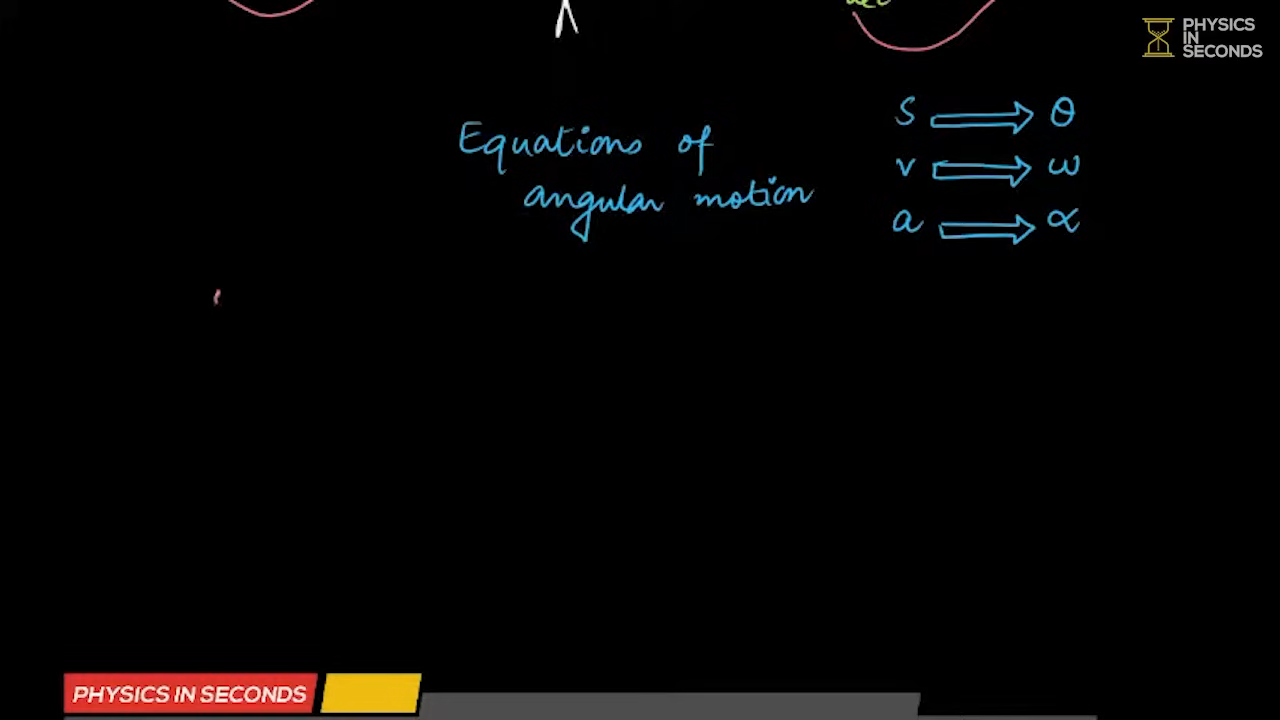 PHYSICS
IN
SECONDS
Equations of
angular motion
s ⟹ θ
v ⟹ ω
a ⟹ α
PHYSICS IN SECONDS